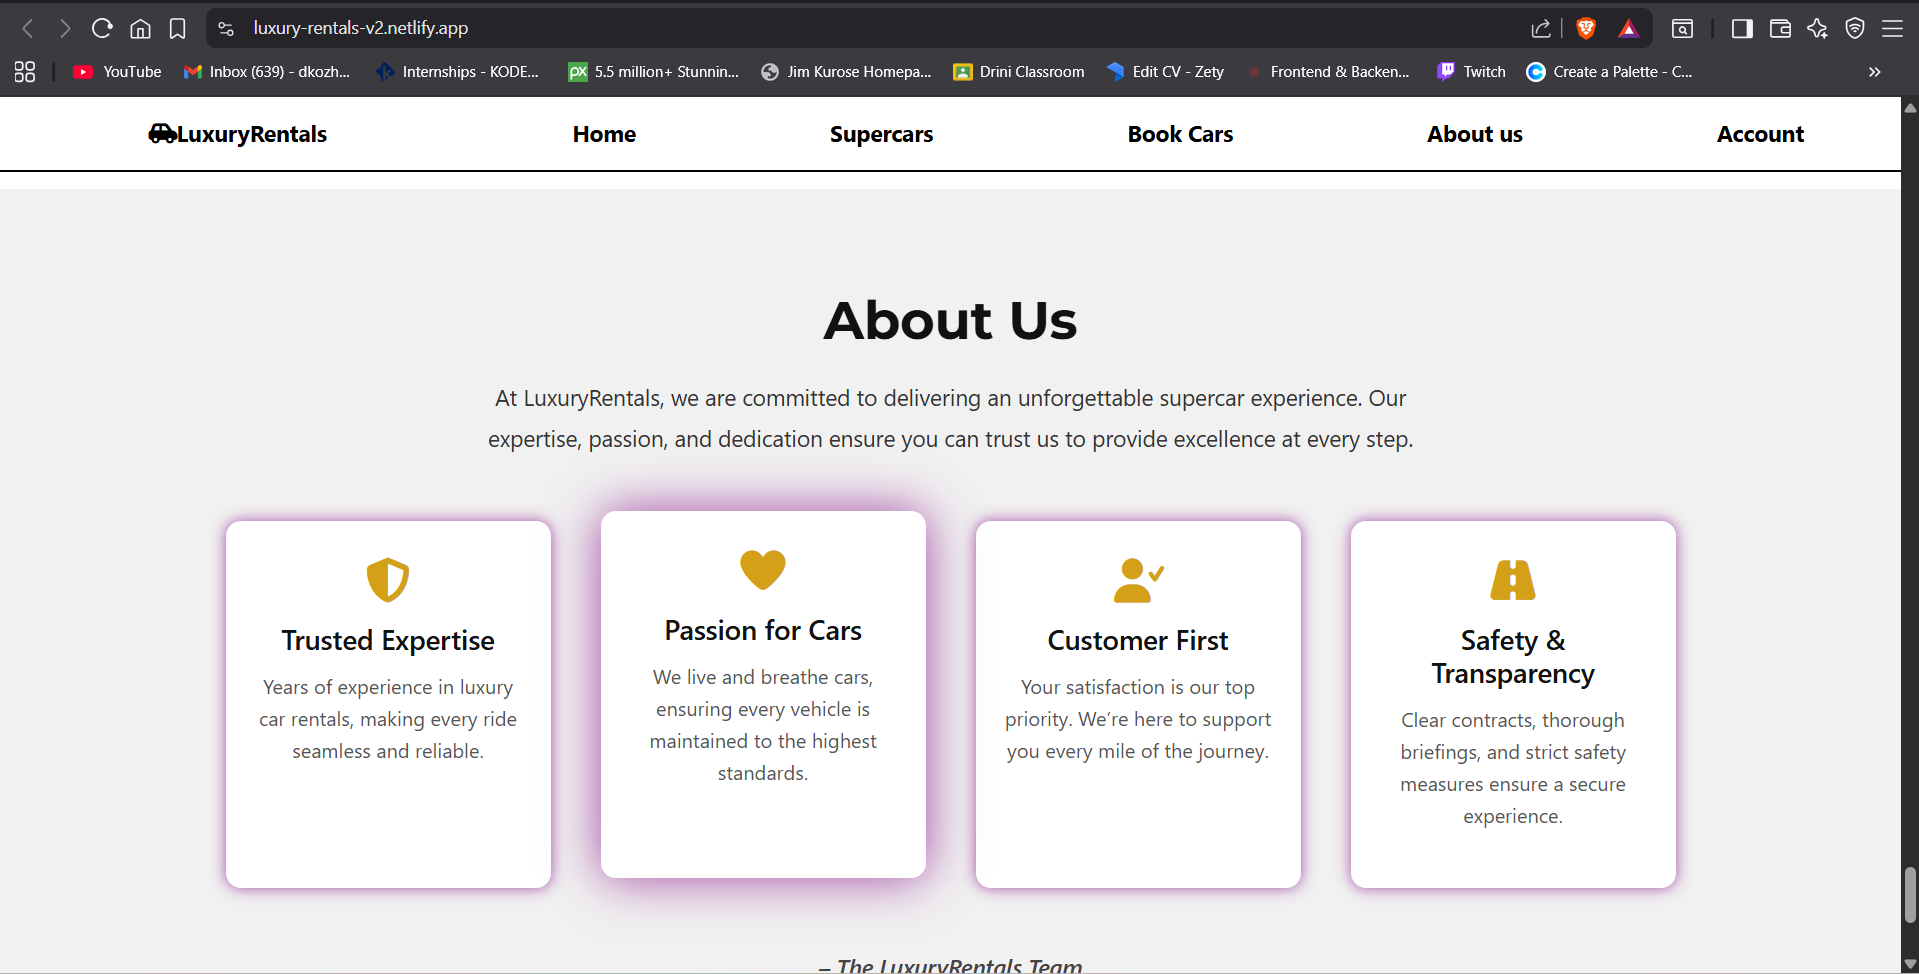 luxury-rentals-v2.netlify.app
YouTube
Inbox (639) - dkozh...
Internships - KODE...
5.5 million+ Stunnin...
Jim Kurose Homepa...
Drini Classroom
Edit CV - Zety
Frontend & Backen...
Twitch
Create a Palette - C...
LuxuryRentals
Home
Supercars
Book Cars
About us
Account
About Us
At LuxuryRentals, we are committed to delivering an unforgettable supercar experience. Our
expertise, passion, and dedication ensure you can trust us to provide excellence at every step.
Trusted Expertise
Years of experience in luxury
car rentals, making every ride
seamless and reliable.
Passion for Cars
We live and breathe cars,
ensuring every vehicle is
maintained to the highest
standards.
Customer First
Your satisfaction is our top
priority. We’re here to support
you every mile of the journey.
Safety &
Transparency
Clear contracts, thorough
briefings, and strict safety
measures ensure a secure
experience.
– The LuxuryRentals Team